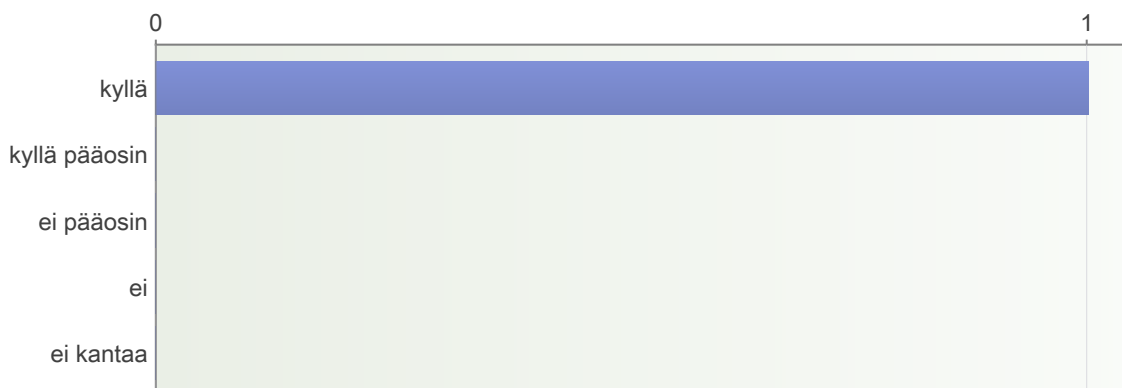 0 1
kyllä
kyllä pääosin
ei pääosin
ei
ei kantaa